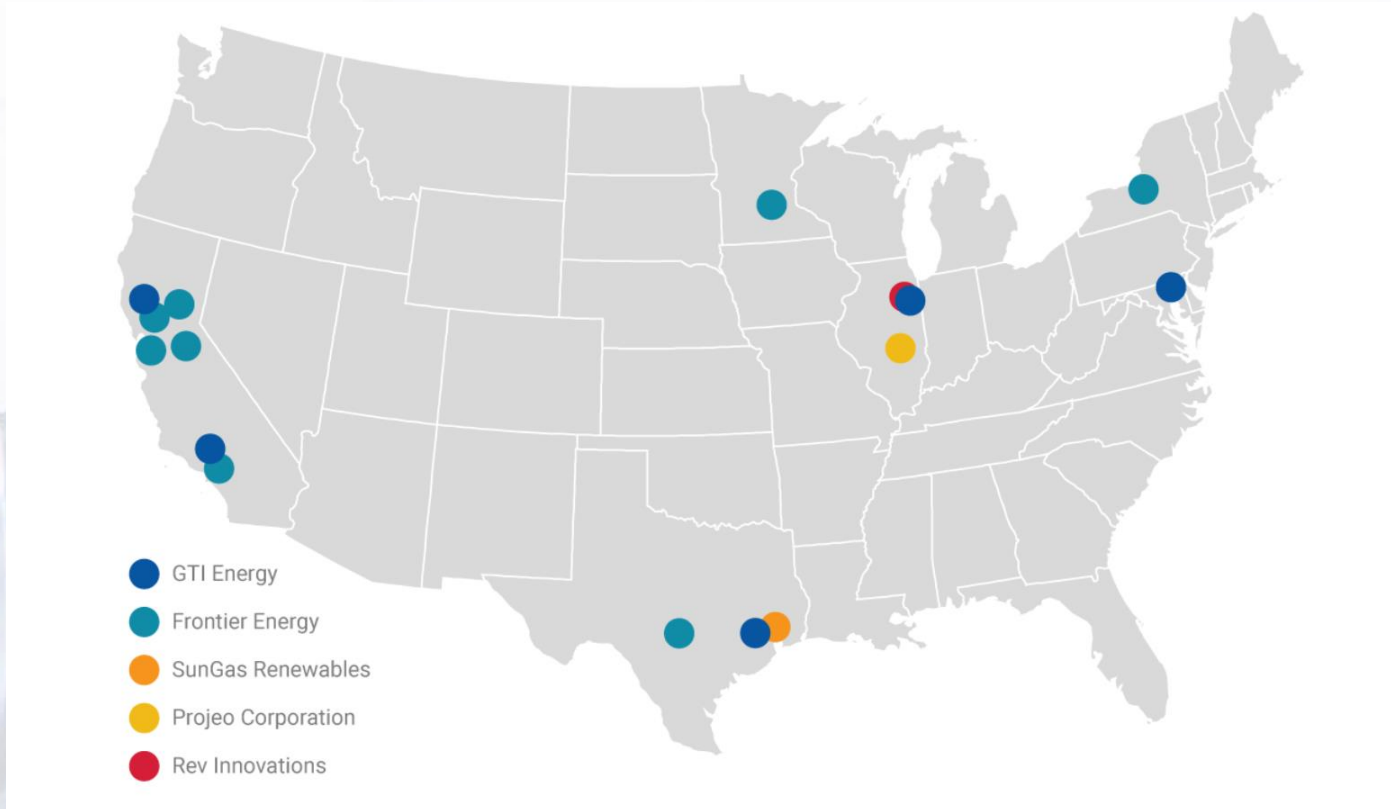 GTI Energy
Frontier Energy
SunGas Renewables
Projeo Corporation
Rev Innovations